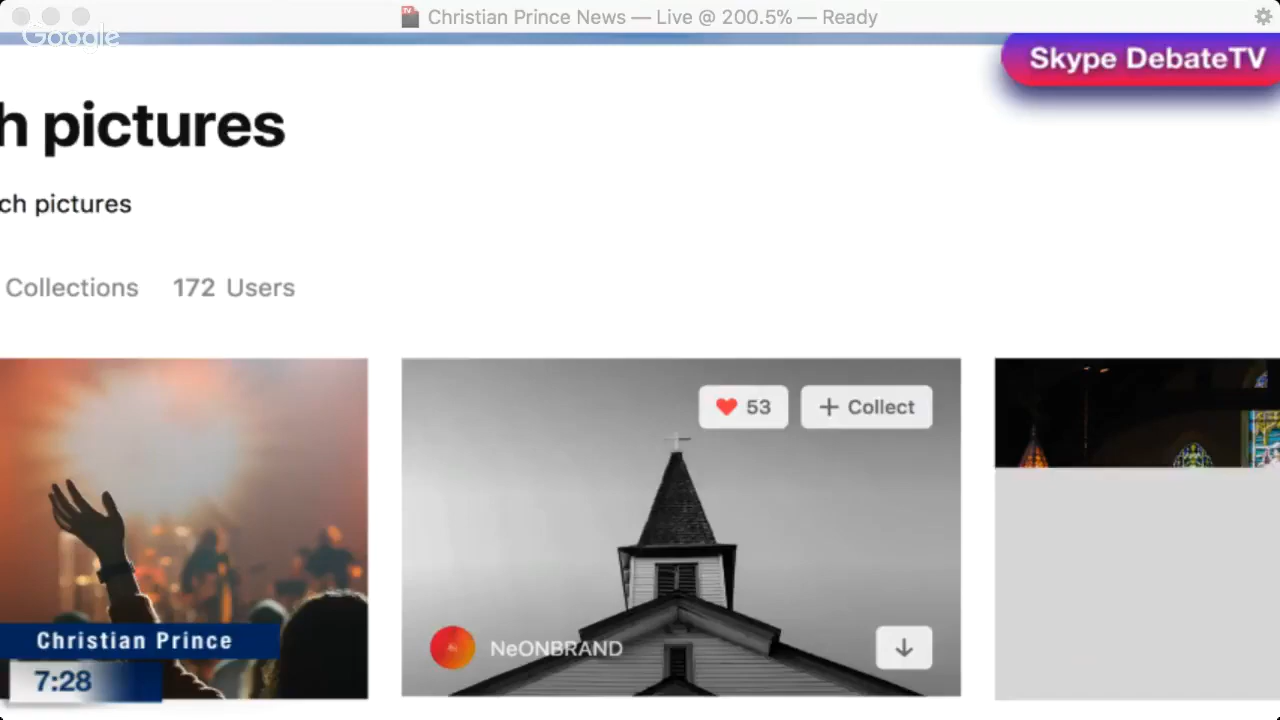 Christian Prince News — Live @ 200.5% — Ready
Google
Skype DebateTV
h pictures
ch pictures
Collections 172 Users
53 + Collect
NeONBRAND
Christian Prince
7:28